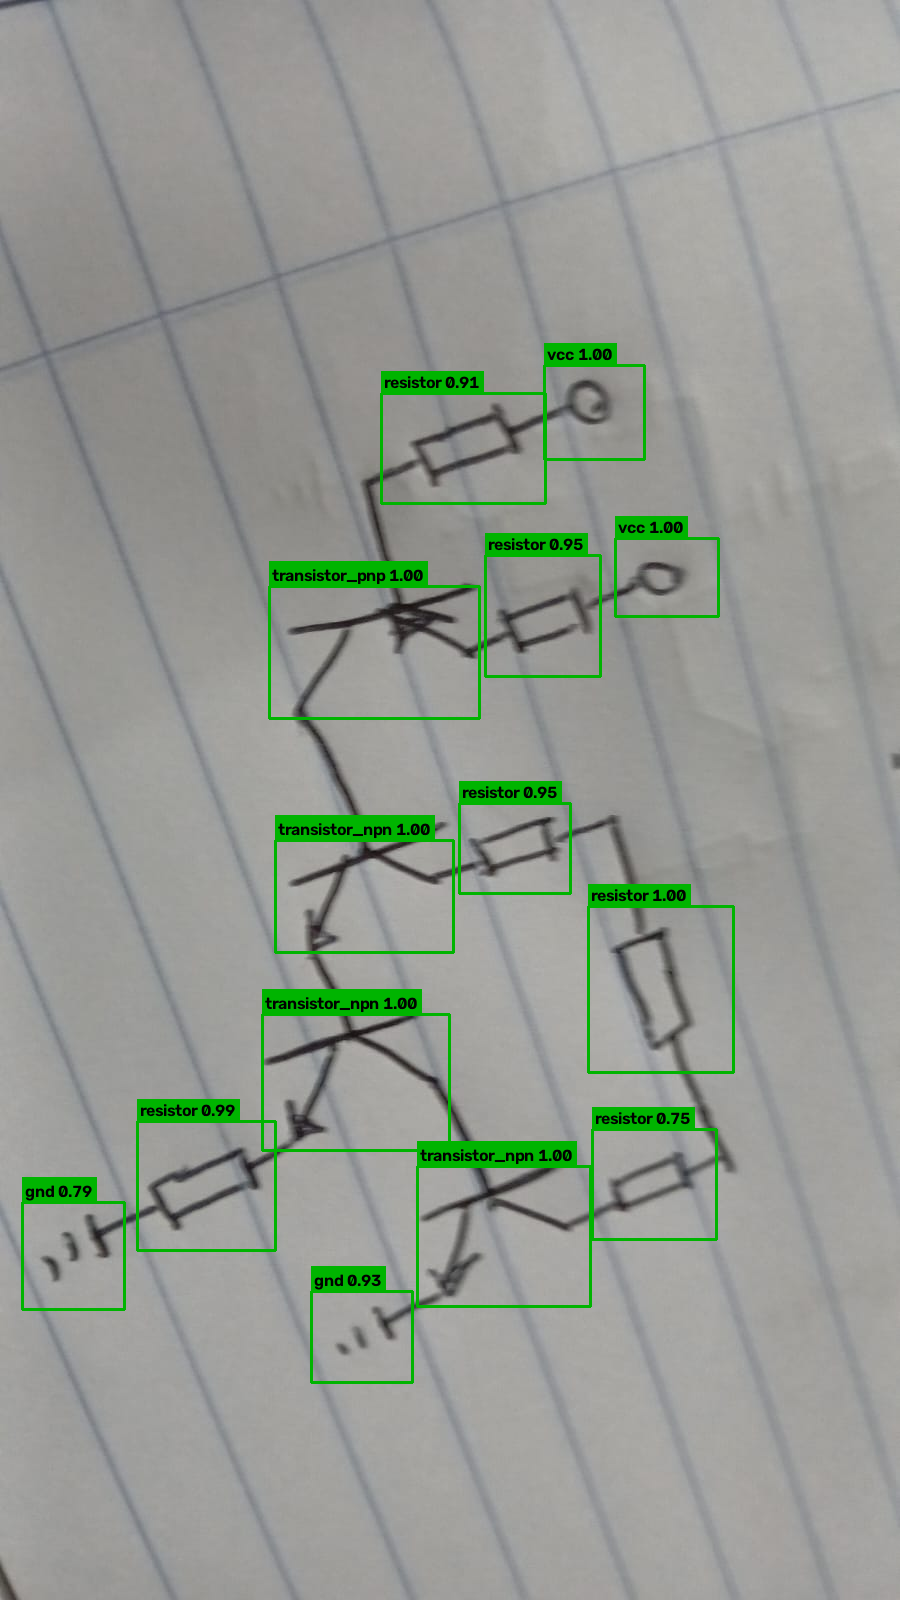 vcc 1.00
resistor 0.91
vcc 1.00
resistor 0.95
transistor_pnp 1.00
resistor 0.95
transistor_npn 1.00
resistor 1.00
transistor_npn 1.00
resistor 0.99
resistor 0.75
transistor_npn 1.00
gnd 0.79
gnd 0.93